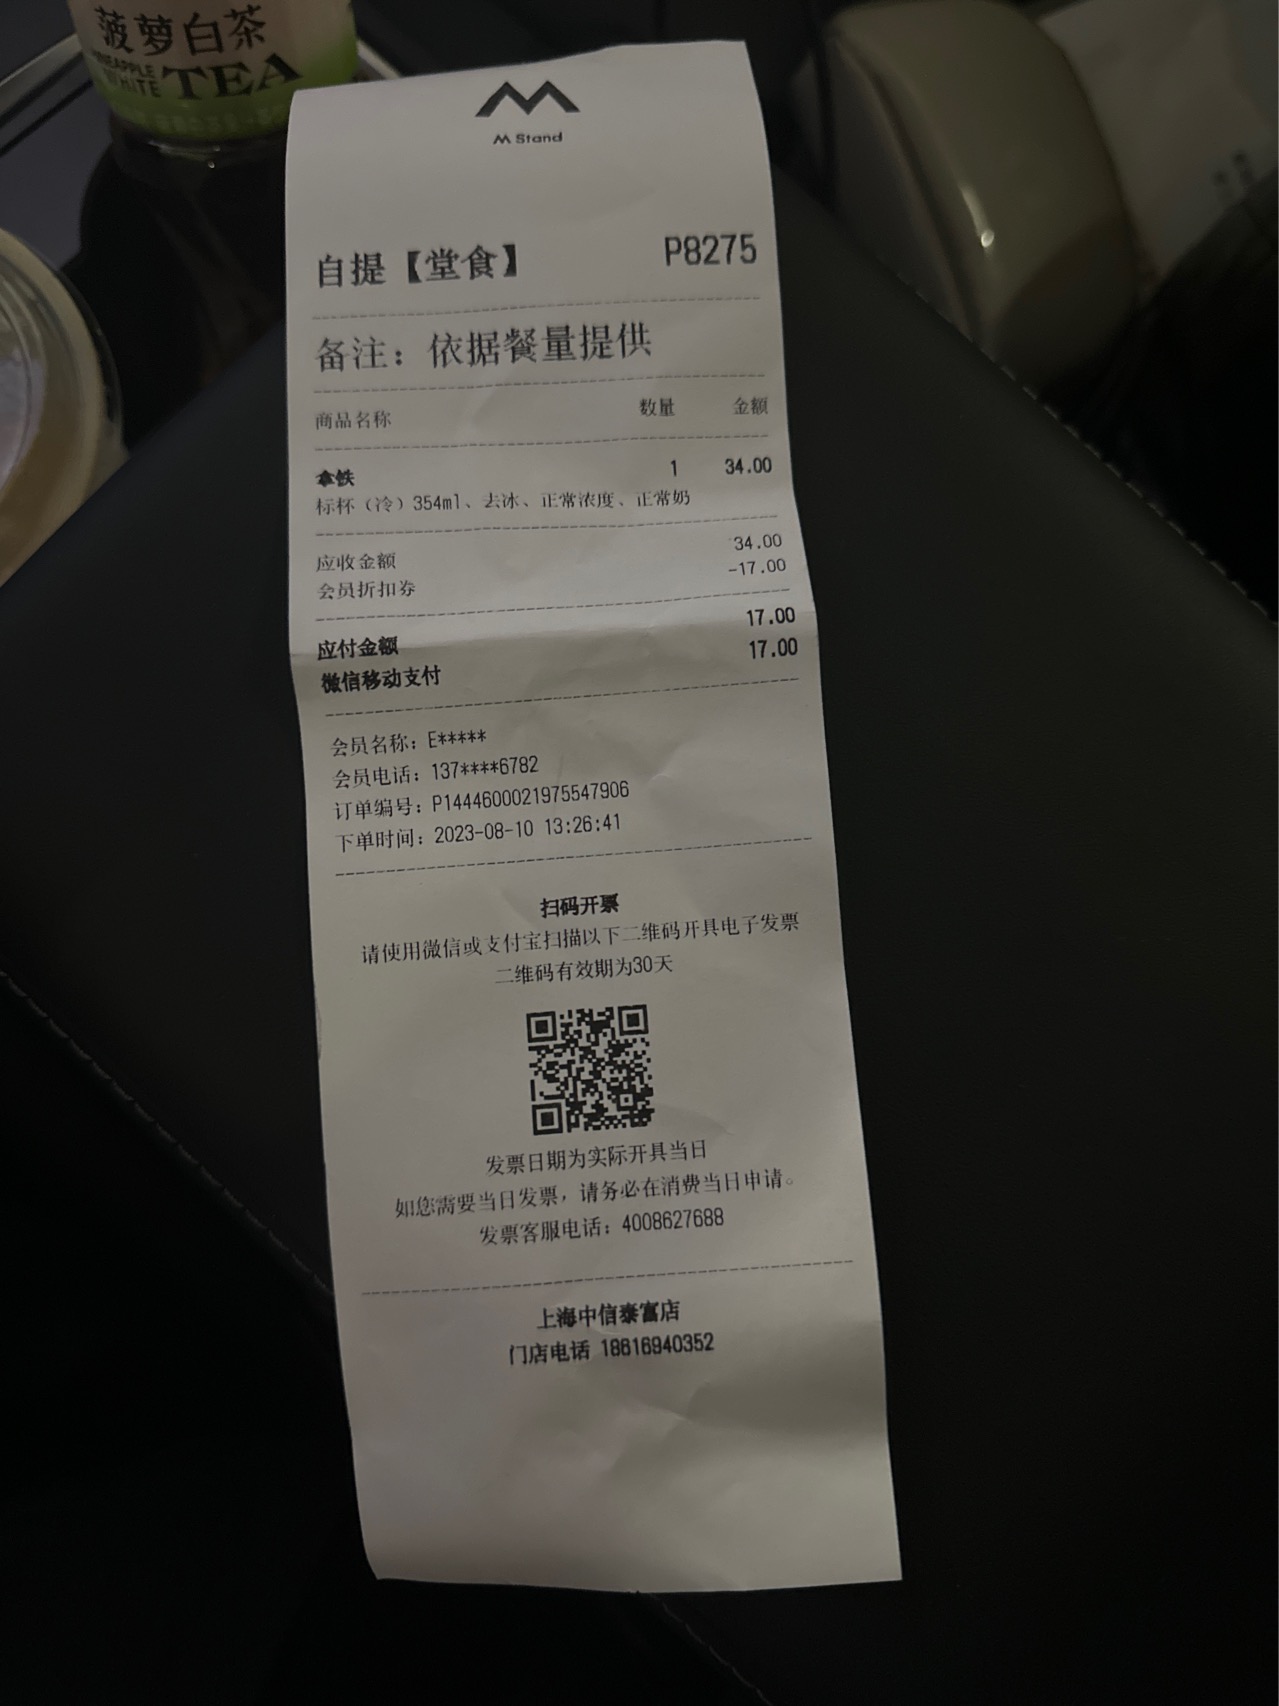 菠萝白茶
PINEAPPLE
WHITE TEA
M Stand
自提【堂食】 P8275
备注：依据餐量提供
商品名称 数量 金额
拿铁 1 34.00
标杯（冷）354ml、去冰、正常浓度、正常奶
应收金额 34.00
会员折扣券 -17.00
应付金额 17.00
微信移动支付 17.00
会员名称：E*****
会员电话：137****6782
订单编号：P1444600021975547906
下单时间：2023-08-10 13:26:41
扫码开票
请使用微信或支付宝扫描以下二维码开具电子发票
二维码有效期为30天
发票日期为实际开具当日
如您需要当日发票，请务必在消费当日申请。
发票客服电话：4008627688
上海中信泰富店
门店电话 18616940352